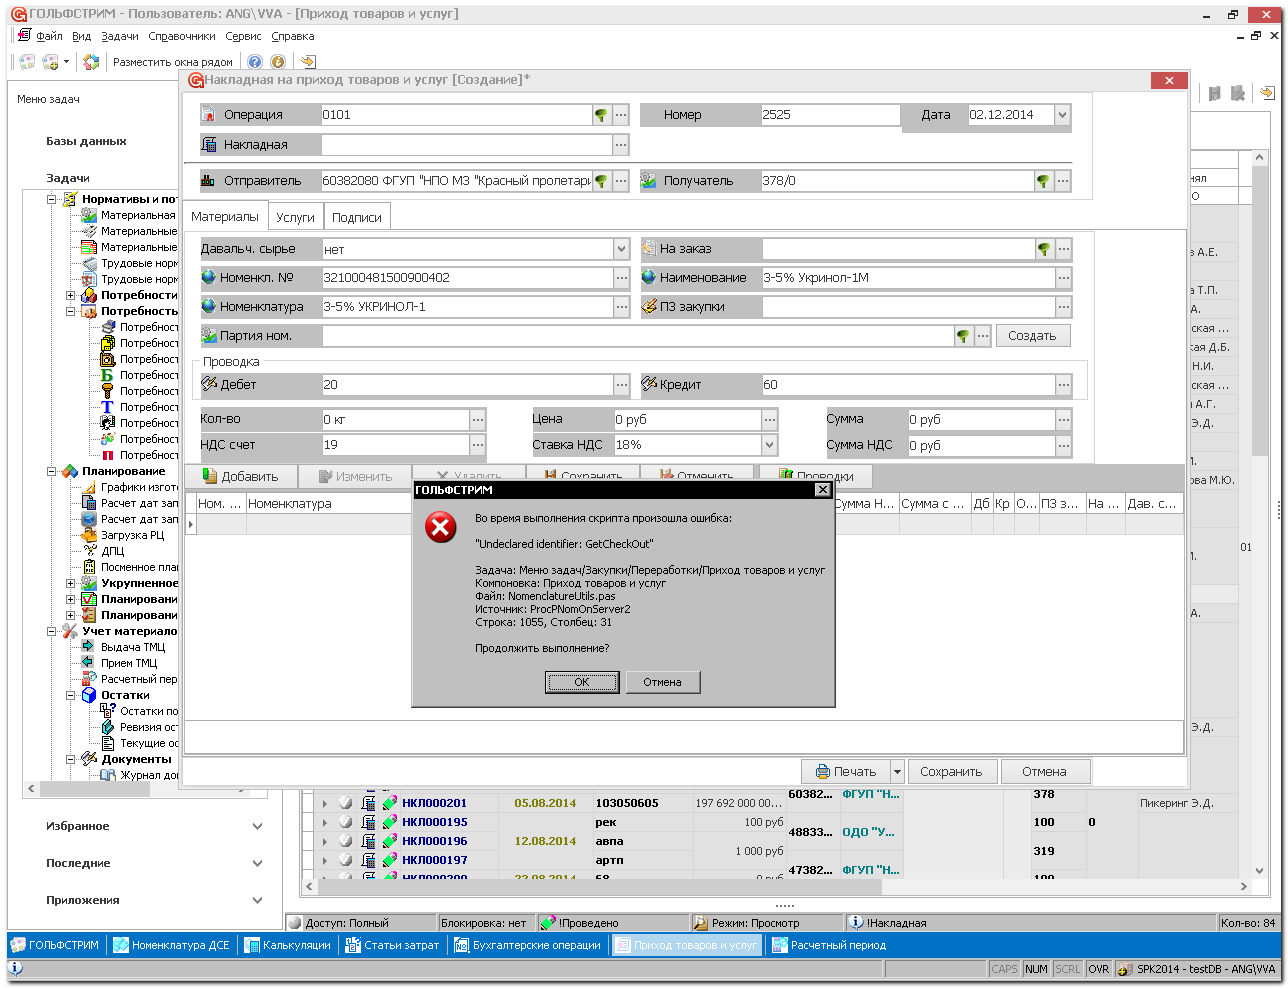 ГОЛЬФСТРИМ - Пользователь: ANG\VVA - [Приход товаров и услуг]
Файл Вид Задачи Справочники Сервис Справка
Разместить окна рядом
Меню задач
Базы данных
Задачи
Нормативы и пот
Материальная
Материальные
Материальные
Трудовые норм
Трудовые норм
Потребности
Потребность
Потребност
Потребност
Потребност
Потребност
Потребност
Потребност
Потребност
Потребност
Потребност
Планирование
Графики изгото
Расчет дат зап
Расчет дат зап
Загрузка РЦ
ДПЦ
Посменное пла
Укрупненное
Планировани
Планировани
Учет материало
Выдача ТМЦ
Прием ТМЦ
Расчетный пер
Остатки
Остатки по
Ревизия ост
Текущие ос
Документы
Журнал до
Избранное
Последние
Приложения
Накладная на приход товаров и услуг [Создание]*
Операция 0101 Номер 2525 Дата 02.12.2014
Накладная
Отправитель 60382080 ФГУП "НПО МЗ "Красный пролетари Получатель 378/0
Материалы Услуги Подписи
Давальч. сырье нет На заказ
Номенкл. № 321000481500900402 Наименование 3-5% Укринол-1М
Номенклатура 3-5% УКРИНОЛ-1 ПЗ закупки
Партия ном. Создать
Проводка
Дебет 20 Кредит 60
Кол-во 0 кг Цена 0 руб Сумма 0 руб
НДС счет 19 Ставка НДС 18% Сумма НДС 0 руб
Добавить Изменить Удалить Сохранить Отменить Проводки
Ном. ... Номенклатура Сумма Н... Сумма с ... Дб Кр О... ПЗ з... На ... Дав. с...
ГОЛЬФСТРИМ
Во время выполнения скрипта произошла ошибка:
"Undeclared identifier: GetCheckOut"
Задача: Меню задач/Закупки/Переработки/Приход товаров и услуг
Компоновка: Приход товаров и услуг
Файл: NomenclatureUtils.pas
Источник: ProcPNomOnServer2
Строка: 1055, Столбец: 31
Продолжить выполнение?
ОК Отмена
Печать Сохранить Отмена
нял
О
в А.Е.
Т.П.
А.
ская ...
кая Д.Б.
Н.И.
ская ...
А.Г.
Э.Д.
И.
ова М.Ю.
01
И.
А.
Э.Д.
60382... ФГУП "Н... 378
НКЛ000201 05.08.2014 103050605 197 692 000 00... Пикеринг Э.Д.
НКЛ000195 рек 100 руб 100 0
48833... ОДО "У...
НКЛ000196 12.08.2014 авпа
1 000 руб 319
НКЛ000197 артп
47382... ФГУП "Н...
НКЛ000200 22.08.2014 68 0 руб 100
Доступ: Полный Блокировка: нет !Проведено Режим: Просмотр !Накладная Кол-во: 84
ГОЛЬФСТРИМ Номенклатура ДСЕ Калькуляции Статьи затрат Бухгалтерские операции Приход товаров и услуг Расчетный период
CAPS NUM SCRL OVR SPK2014 - testDB - ANG\VVA